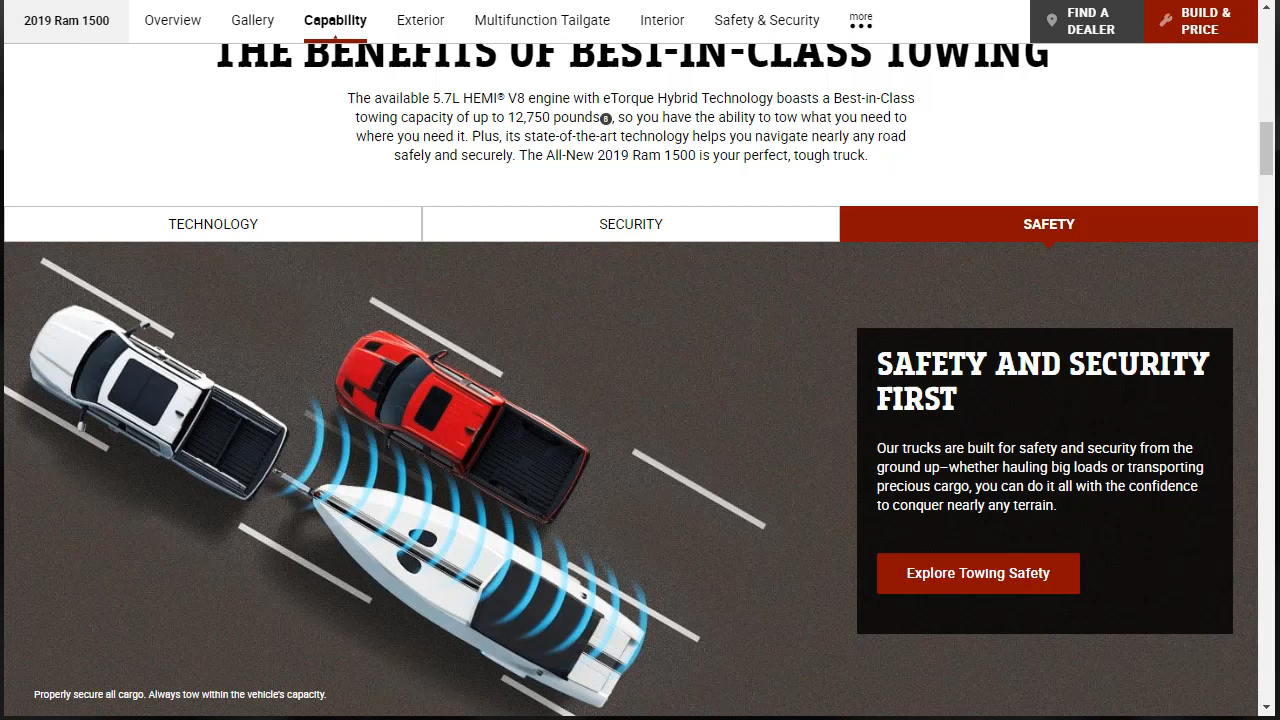 2019 Ram 1500
Overview
Gallery
Capability
Exterior
Multifunction Tailgate
Interior
Safety & Security
more
FIND A
DEALER
BUILD &
PRICE
THE BENEFITS OF BEST-IN-CLASS TOWING
The available 5.7L HEMI® V8 engine with eTorque Hybrid Technology boasts a Best-in-Class
towing capacity of up to 12,750 pounds8, so you have the ability to tow what you need to
where you need it. Plus, its state-of-the-art technology helps you navigate nearly any road
safely and securely. The All-New 2019 Ram 1500 is your perfect, tough truck.
TECHNOLOGY
SECURITY
SAFETY
SAFETY AND SECURITY
FIRST
Our trucks are built for safety and security from the
ground up–whether hauling big loads or transporting
precious cargo, you can do it all with the confidence
to conquer nearly any terrain.
Explore Towing Safety
Properly secure all cargo. Always tow within the vehicle's capacity.